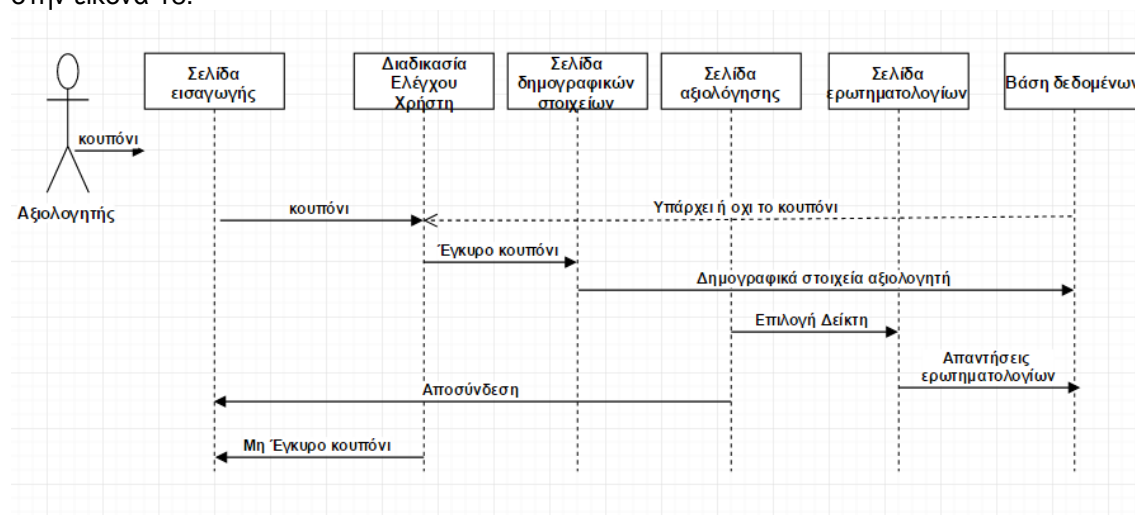 στην εικόνα 18.
Σελίδα
εισαγωγής
Διαδικασία
Ελέγχου
Χρήστη
Σελίδα
δημογραφικών
στοιχείων
Σελίδα
αξιολόγησης
Σελίδα
ερωτηματολογίων
Βάση δεδομένων
κουπόνι
Αξιολογητής
κουπόνι
Υπάρχει ή οχι το κουπόνι
Έγκυρο κουπόνι
Δημογραφικά στοιχεία αξιολογητή
Επιλογή Δείκτη
Απαντήσεις
ερωτηματολογίων
Αποσύνδεση
Μη Έγκυρο κουπόνι